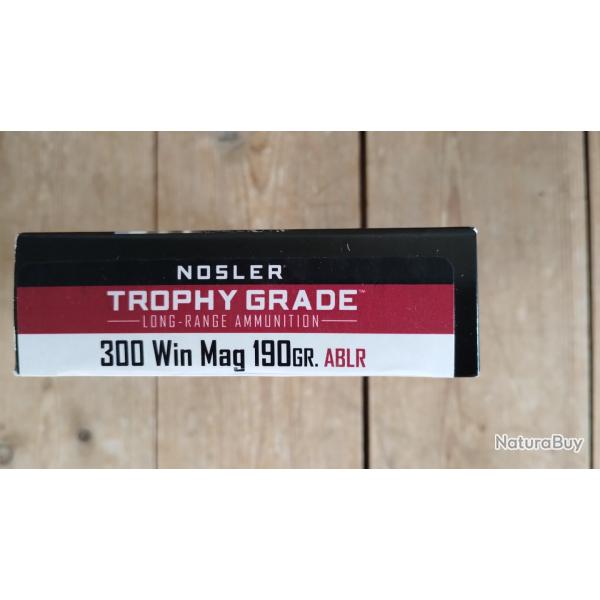 NOSLER
TROPHY GRADE™
LONG-RANGE AMMUNITION
300 Win Mag 190GR. ABLR
NaturaBuy